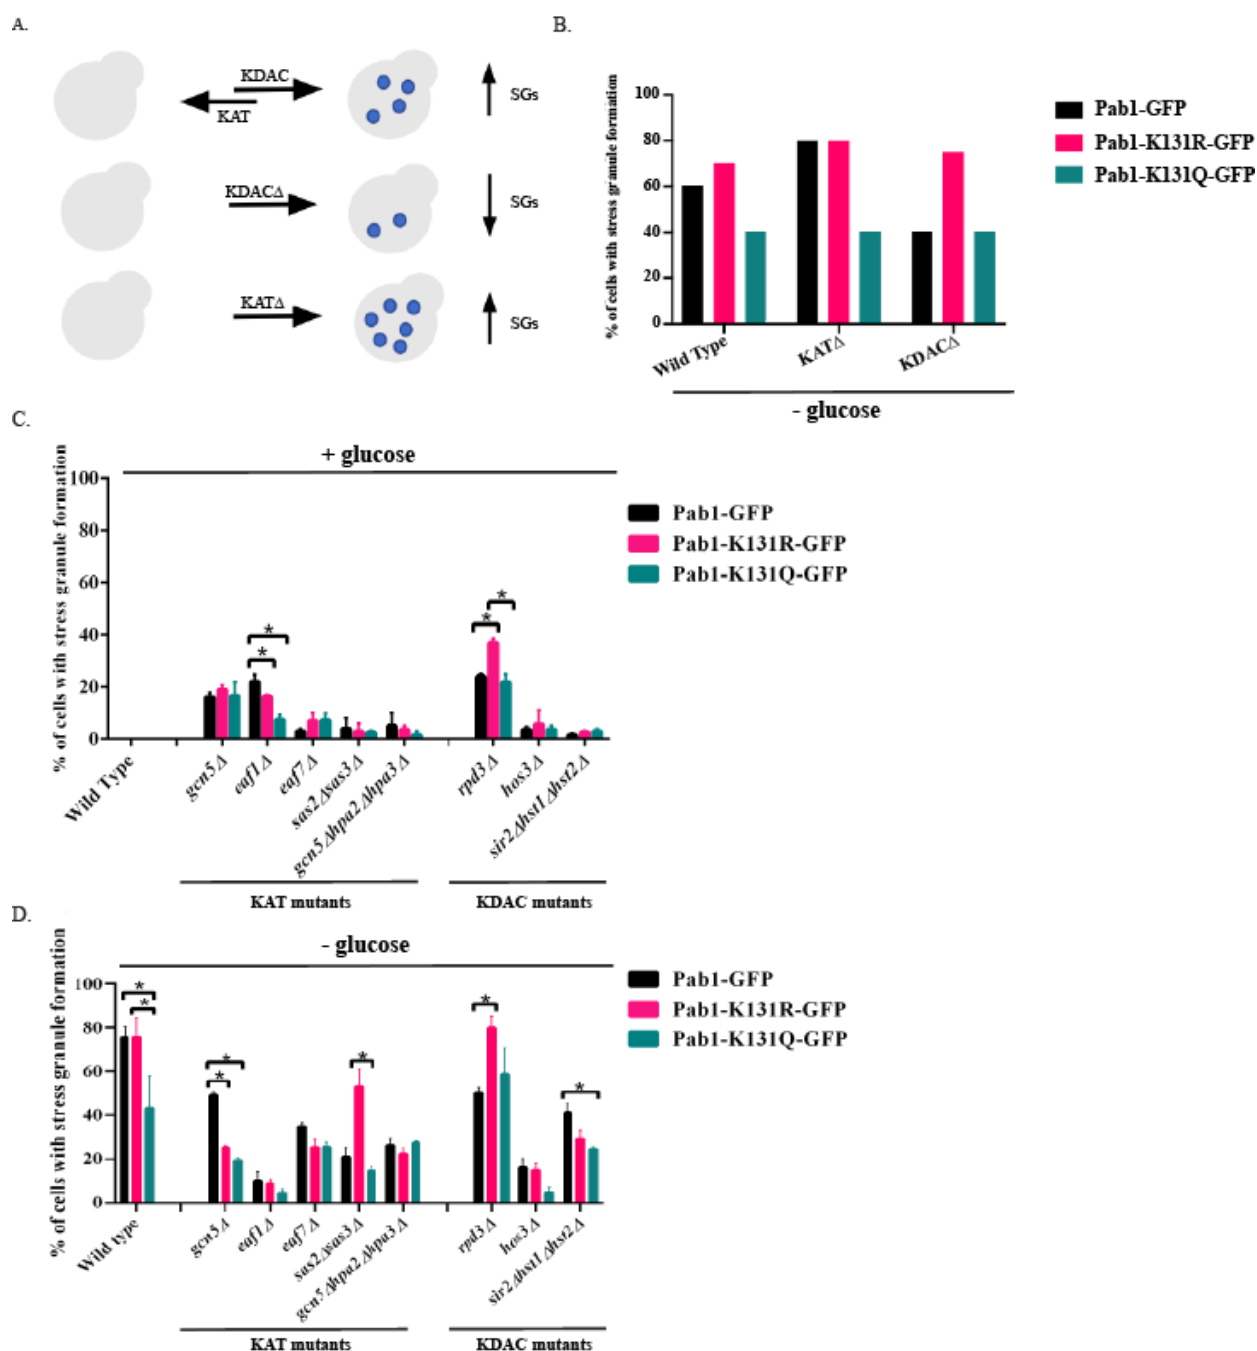 A.
KDAC
KAT
SGs
KDACΔ
SGs
KATΔ
SGs
B.
% of cells with stress granule formation
100
80
60
40
20
0
Wild Type
KATΔ
KDACΔ
- glucose
Pab1-GFP
Pab1-K131R-GFP
Pab1-K131Q-GFP
C.
+ glucose
% of cells with stress granule formation
100
80
60
40
20
0
* * * *
Wild Type
gcn5Δ
eaf1Δ
eaf7Δ
sas2Δsas3Δ
gcn5Δhpa2Δhpa3Δ
rpd3Δ
hos3Δ
sir2Δhst1Δhst2Δ
KAT mutants
KDAC mutants
Pab1-GFP
Pab1-K131R-GFP
Pab1-K131Q-GFP
D.
- glucose
% of cells with stress granule formation
100
80
60
40
20
0
* * * * * * *
Wild type
gcn5Δ
eaf1Δ
eaf7Δ
sas2Δsas3Δ
gcn5Δhpa2Δhpa3Δ
rpd3Δ
hos3Δ
sir2Δhst1Δhst2Δ
KAT mutants
KDAC mutants
Pab1-GFP
Pab1-K131R-GFP
Pab1-K131Q-GFP